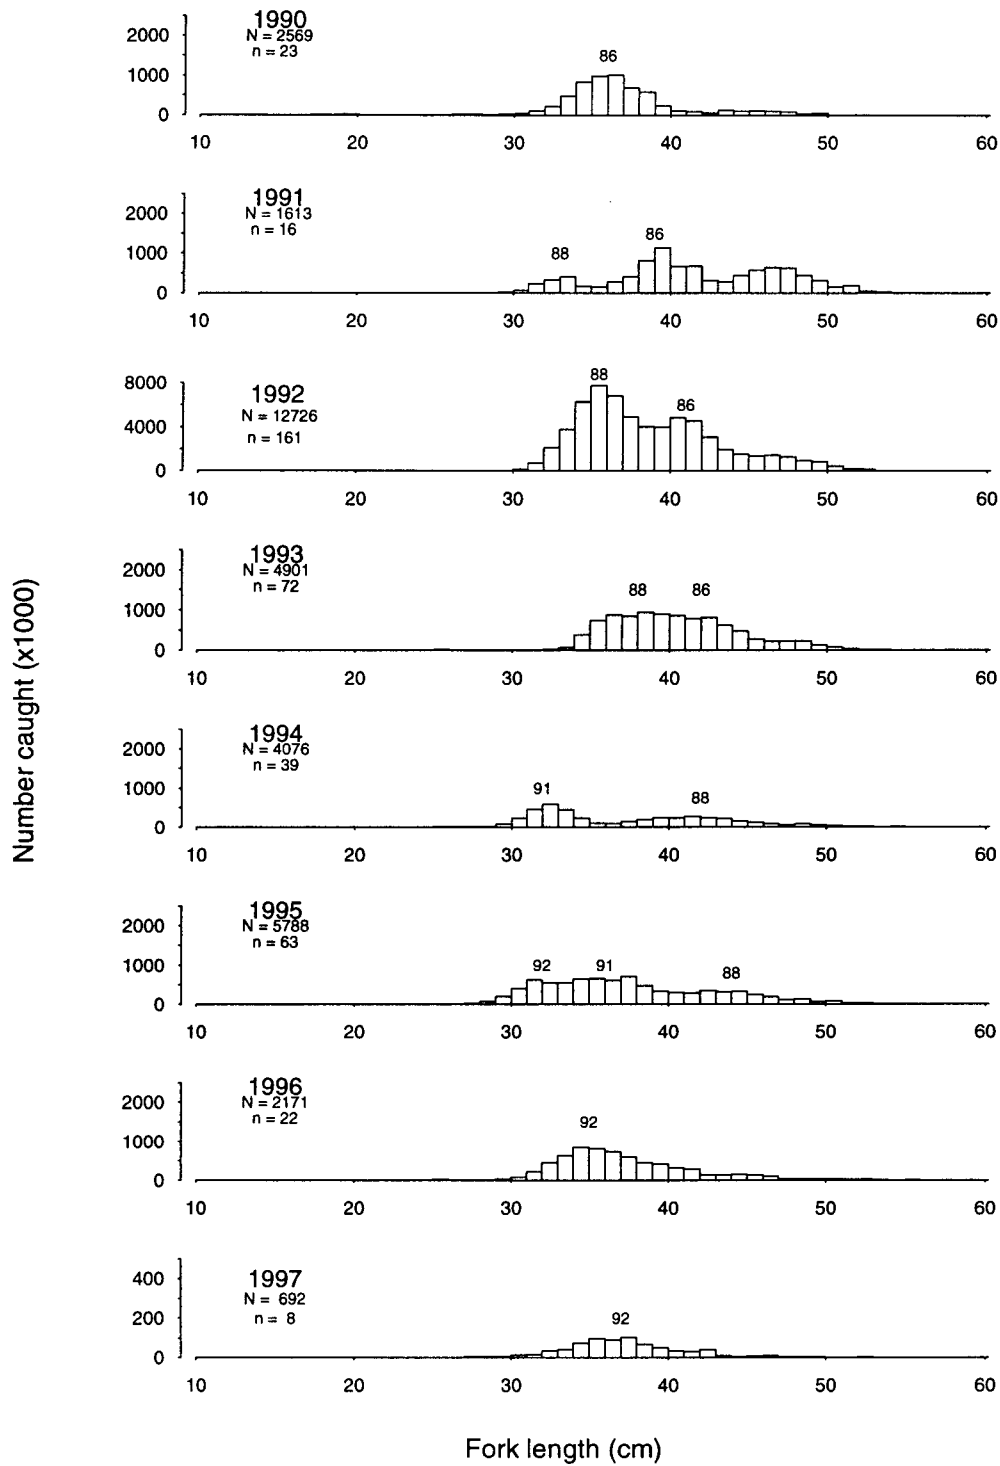 1990
N = 2569
n = 23
2000
1000
0
86
10 20 30 40 50 60
1991
N = 1613
n = 16
2000
1000
0
88 86
10 20 30 40 50 60
1992
N = 12726
n = 161
8000
4000
0
88 86
10 20 30 40 50 60
1993
N = 4901
n = 72
2000
1000
0
88 86
10 20 30 40 50 60
1994
N = 4076
n = 39
2000
1000
0
91 88
10 20 30 40 50 60
1995
N = 5788
n = 63
2000
1000
0
92 91 88
10 20 30 40 50 60
1996
N = 2171
n = 22
2000
1000
0
92
10 20 30 40 50 60
1997
N = 692
n = 8
400
200
0
92
10 20 30 40 50 60
Number caught (x1000)
Fork length (cm)